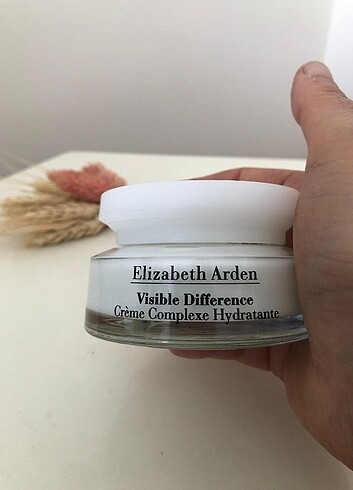 Elizabeth Arden
Visible Difference
Crème Complexe Hydratante